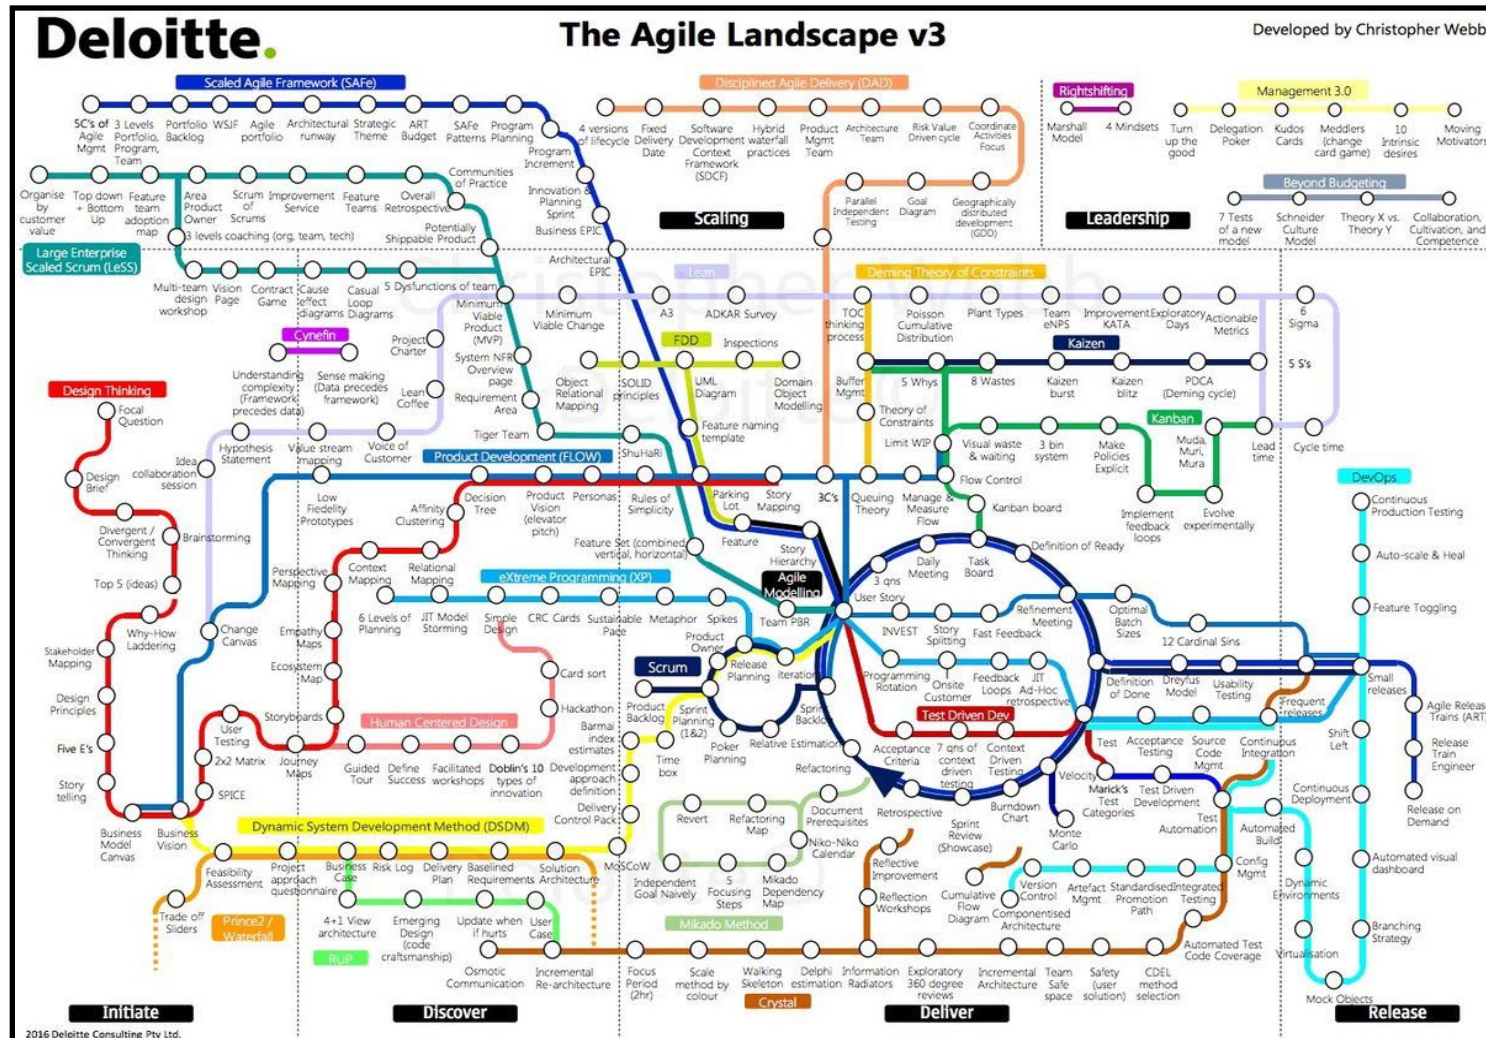 Deloitte.
The Agile Landscape v3
Developed by Christopher Webb
Scaled Agile Framework (SAFe)
5C's of
Agile
Mgmt
3 Levels
Portfolio,
Program,
Team
Portfolio
Backlog
WSJF
Agile
portfolio
Architectural
runway
Strategic
Theme
ART
Budget
SAFe
Patterns
Program
Planning
Program
Increment
Innovation &
Planning
Sprint
Business EPIC
Architectural
EPIC
Disciplined Agile Delivery (DAD)
4 versions
of lifecycle
Fixed
Delivery
Date
Software
Development
Context
Framework
(SDCF)
Hybrid
waterfall
practices
Product
Mgmt
Team
Architecture
Team
Risk Value
Driven cycle
Coordinate
Activities
Focus
Parallel
Independent
Testing
Goal
Diagram
Geographically
distributed
development
(GDD)
Scaling
Rightshifting
Marshall
Model
4 Mindsets
Management 3.0
Turn
up the
good
Delegation
Poker
Kudos
Cards
Meddlers
(change
card game)
10
Intrinsic
desires
Moving
Motivators
Beyond Budgeting
7 Tests
of a new
model
Schneider
Culture
Model
Theory X vs.
Theory Y
Collaboration,
Cultivation, and
Competence
Leadership
Organise
by
customer
value
Top down
+ Bottom
Up
Feature
team
adoption
map
Area
Product
Owner
Scrum
of
Scrums
Improvement
Service
Feature
Teams
Overall
Retrospective
Communities
of Practice
Potentially
Shippable Product
3 levels coaching (org, team, tech)
Large Enterprise
Scaled Scrum (LeSS)
Multi-team
design
workshop
Vision
Page
Contract
Game
Cause
effect
diagrams
Casual
Loop
Diagrams
5 Dysfunctions of team
Minimum
Viable
Product
(MVP)
System NFR
Overview
page
Requirement
Area
Tiger Team
ShuHaRi
Lean
Minimum
Viable Change
A3
ADKAR Survey
Deming Theory of Constraints
TOC
thinking
process
Poisson
Cumulative
Distribution
Plant Types
Team
eNPS
Improvement
KATA
Exploratory
Days
Actionable
Metrics
6
Sigma
Cynefin
Understanding
complexity
(Framework
precedes data)
Sense making
(Data precedes
framework)
Project
Charter
Lean
Coffee
FDD
Inspections
Object
Relational
Mapping
SOLID
principles
UML
Diagram
Domain
Object
Modelling
Feature naming
template
Kaizen
Buffer
Mgmt
5 Whys
8 Wastes
Kaizen
burst
Kaizen
blitz
PDCA
(Deming cycle)
5 S's
Theory of
Constraints
Limit WIP
Kanban
Visual waste
& waiting
3 bin
system
Make
Policies
Explicit
Muda,
Muri,
Mura
Lead
time
Cycle time
Implement
feedback
loops
Evolve
experimentally
Design Thinking
Focal
Question
Design
Brief
Divergent /
Convergent
Thinking
Brainstorming
Top 5 (ideas)
Why-How
Laddering
Stakeholder
Mapping
Design
Principles
Five E's
Story
telling
Business
Model
Canvas
Business
Vision
SPICE
2x2 Matrix
User
Testing
Journey
Maps
Storyboards
Ecosystem
Map
Empathy
Maps
Perspective
Mapping
Context
Mapping
Relational
Mapping
Affinity
Clustering
Idea
collaboration
session
Hypothesis
Statement
Value stream
mapping
Voice of
Customer
Change
Canvas
Product Development (FLOW)
Low
Fiedelity
Prototypes
Decision
Tree
Product
Vision
(elevator
pitch)
Personas
Rules of
Simplicity
Parking
Lot
Story
Mapping
3C's
Queuing
Theory
Manage &
Measure
Flow
Flow Control
Kanban board
Feature Set (combined,
vertical, horizontal)
Feature
Story
Hierarchy
Agile
Modelling
Team PBR
User Story
3 qns
Daily
Meeting
Task
Board
Definition of Ready
Refinement
Meeting
Optimal
Batch
Sizes
12 Cardinal Sins
INVEST
Story
Splitting
Fast Feedback
eXtreme Programming (XP)
6 Levels of
Planning
JIT Model
Storming
Simple
Design
CRC Cards
Sustainable
Pace
Metaphor
Spikes
Product
Owner
Release
Planning
iteration
Programming
Rotation
Onsite
Customer
Feedback
Loops
JIT
Ad-Hoc
retrospective
Definition
of Done
Dreyfus
Model
Usability
Testing
Small
releases
Frequent
releases
Scrum
Product
Backlog
Sprint
Planning
(1&2)
Poker
Planning
Relative Estimation
Sprint
Backlog
Test Driven Dev
Acceptance
Criteria
7 qns of
context
driven
testing
Context
Driven
Testing
Test
Acceptance
Testing
Source
Code
Mgmt
Continuous
Integration
Velocity
Marick's
Test
Categories
Test Driven
Development
Test
Automation
Human Centered Design
Card sort
Hackathon
Guided
Tour
Define
Success
Facilitated
workshops
Doblin's 10
types of
innovation
Barmai
index
estimates
Time
box
Development
approach
definition
Delivery
Control Pack
MoSCoW
Refactoring
Retrospective
Sprint
Review
(Showcase)
Burndown
Chart
Monte
Carlo
Revert
Refactoring
Map
Document
Prerequisites
Niko-Niko
Calendar
Independent
Goal Naively
5
Focusing
Steps
Mikado
Dependency
Map
Mikado Method
Reflective
Improvement
Reflection
Workshops
Cumulative
Flow
Diagram
Version
Control
Componentised
Architecture
Artefact
Mgmt
Standardised
Promotion
Path
Integrated
Testing
Config
Mgmt
Automated
Build
Dynamic
Environments
Virtualisation
Mock Objects
DevOps
Continuous
Production Testing
Auto-scale & Heal
Feature Toggling
Shift
Left
Agile Release
Trains (ART)
Release
Train
Engineer
Release on
Demand
Continuous
Deployment
Automated visual
dashboard
Branching
Strategy
Dynamic System Development Method (DSDM)
Feasibility
Assessment
Project
approach
questionnaire
Business
Case
Risk Log
Delivery
Plan
Baselined
Requirements
Solution
Architecture
Trade off
Sliders
Prince2 /
Waterfall
4+1 View
architecture
Emerging
Design
(code
craftsmanship)
Update when
if hurts
User
Case
RUP
Osmotic
Communication
Incremental
Re-architecture
Focus
Period
(2hr)
Scale
method by
colour
Walking
Skeleton
Delphi
estimation
Information
Radiators
Exploratory
360 degree
reviews
Incremental
Architecture
Team
Safe
space
Safety
(user
solution)
CDEL
method
selection
Automated Test
Code Coverage
Crystal
Initiate
Discover
Deliver
Release
2016 Deloitte Consulting Pty Ltd.